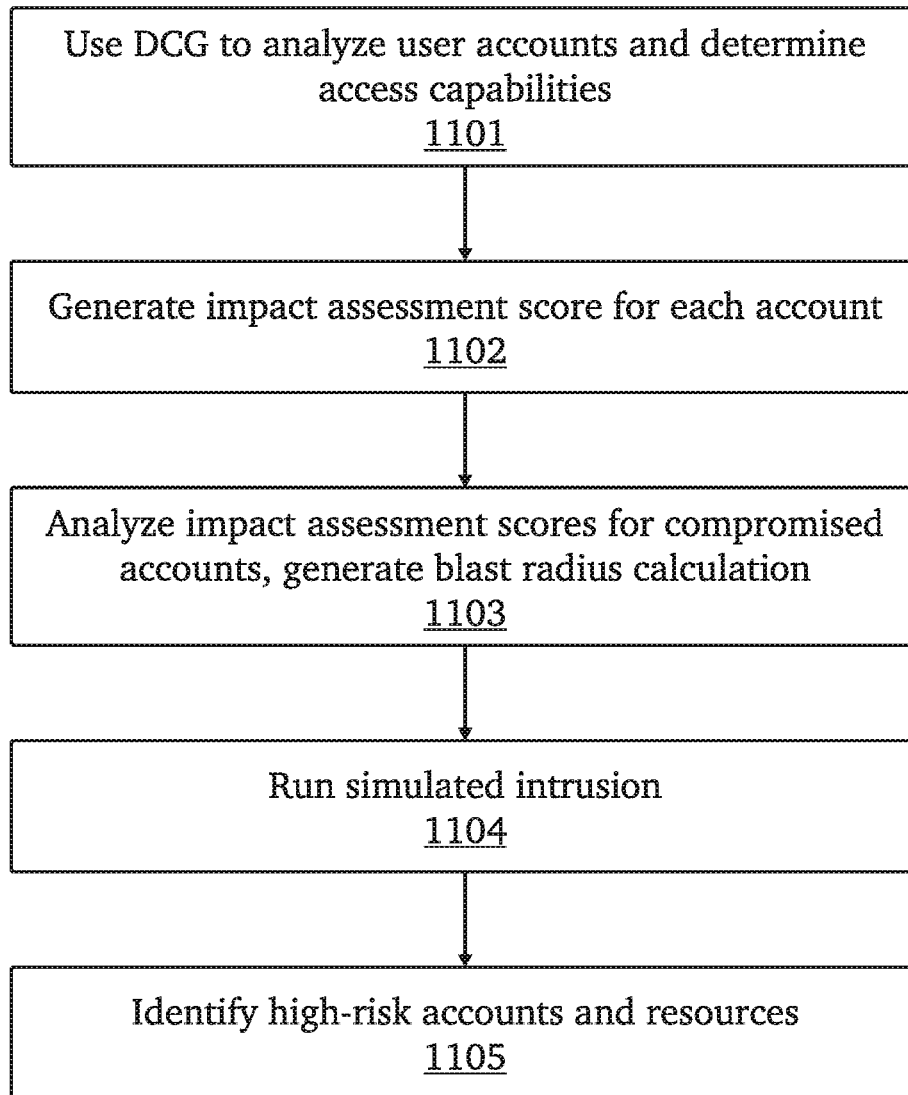 Use DCG to analyze user accounts and determine
access capabilities
1101
Generate impact assessment score for each account
1102
Analyze impact assessment scores for compromised
accounts, generate blast radius calculation
1103
Run simulated intrusion
1104
Identify high-risk accounts and resources
1105